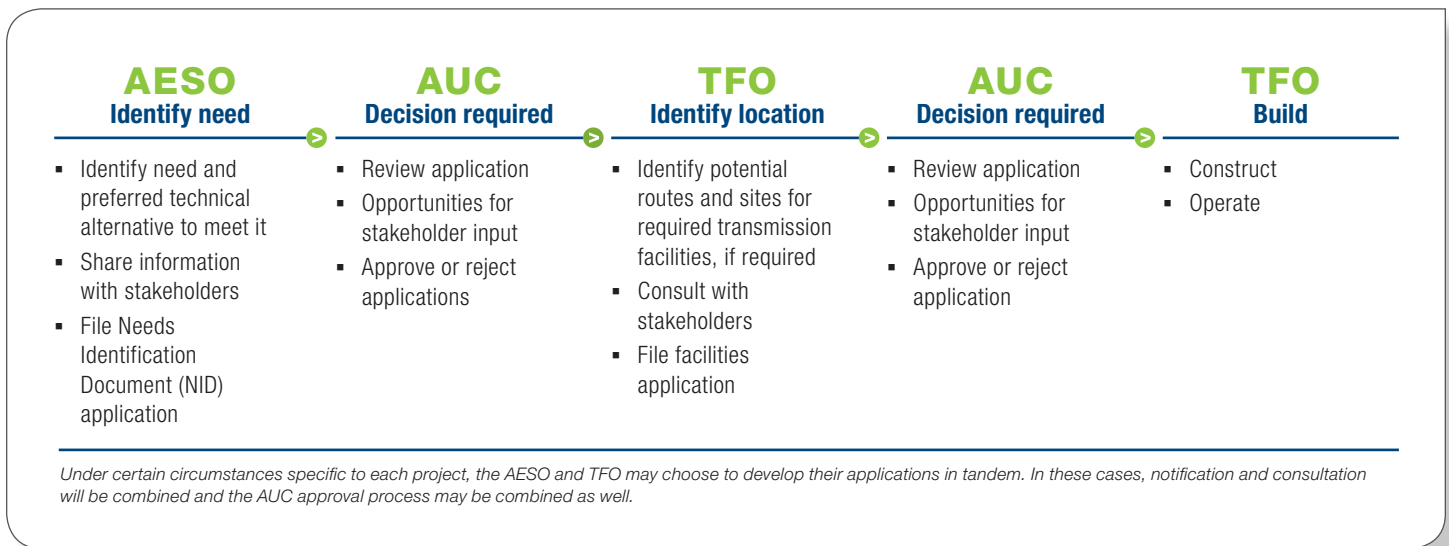 AESO
Identify need
▪ Identify need and
preferred technical
alternative to meet it
▪ Share information
with stakeholders
▪ File Needs
Identification
Document (NID)
application
>
AUC
Decision required
▪ Review application
▪ Opportunities for
stakeholder input
▪ Approve or reject
applications
>
TFO
Identify location
▪ Identify potential
routes and sites for
required transmission
facilities, if required
▪ Consult with
stakeholders
▪ File facilities
application
>
AUC
Decision required
▪ Review application
▪ Opportunities for
stakeholder input
▪ Approve or reject
application
>
TFO
Build
▪ Construct
▪ Operate
Under certain circumstances specific to each project, the AESO and TFO may choose to develop their applications in tandem. In these cases, notification and consultation
will be combined and the AUC approval process may be combined as well.